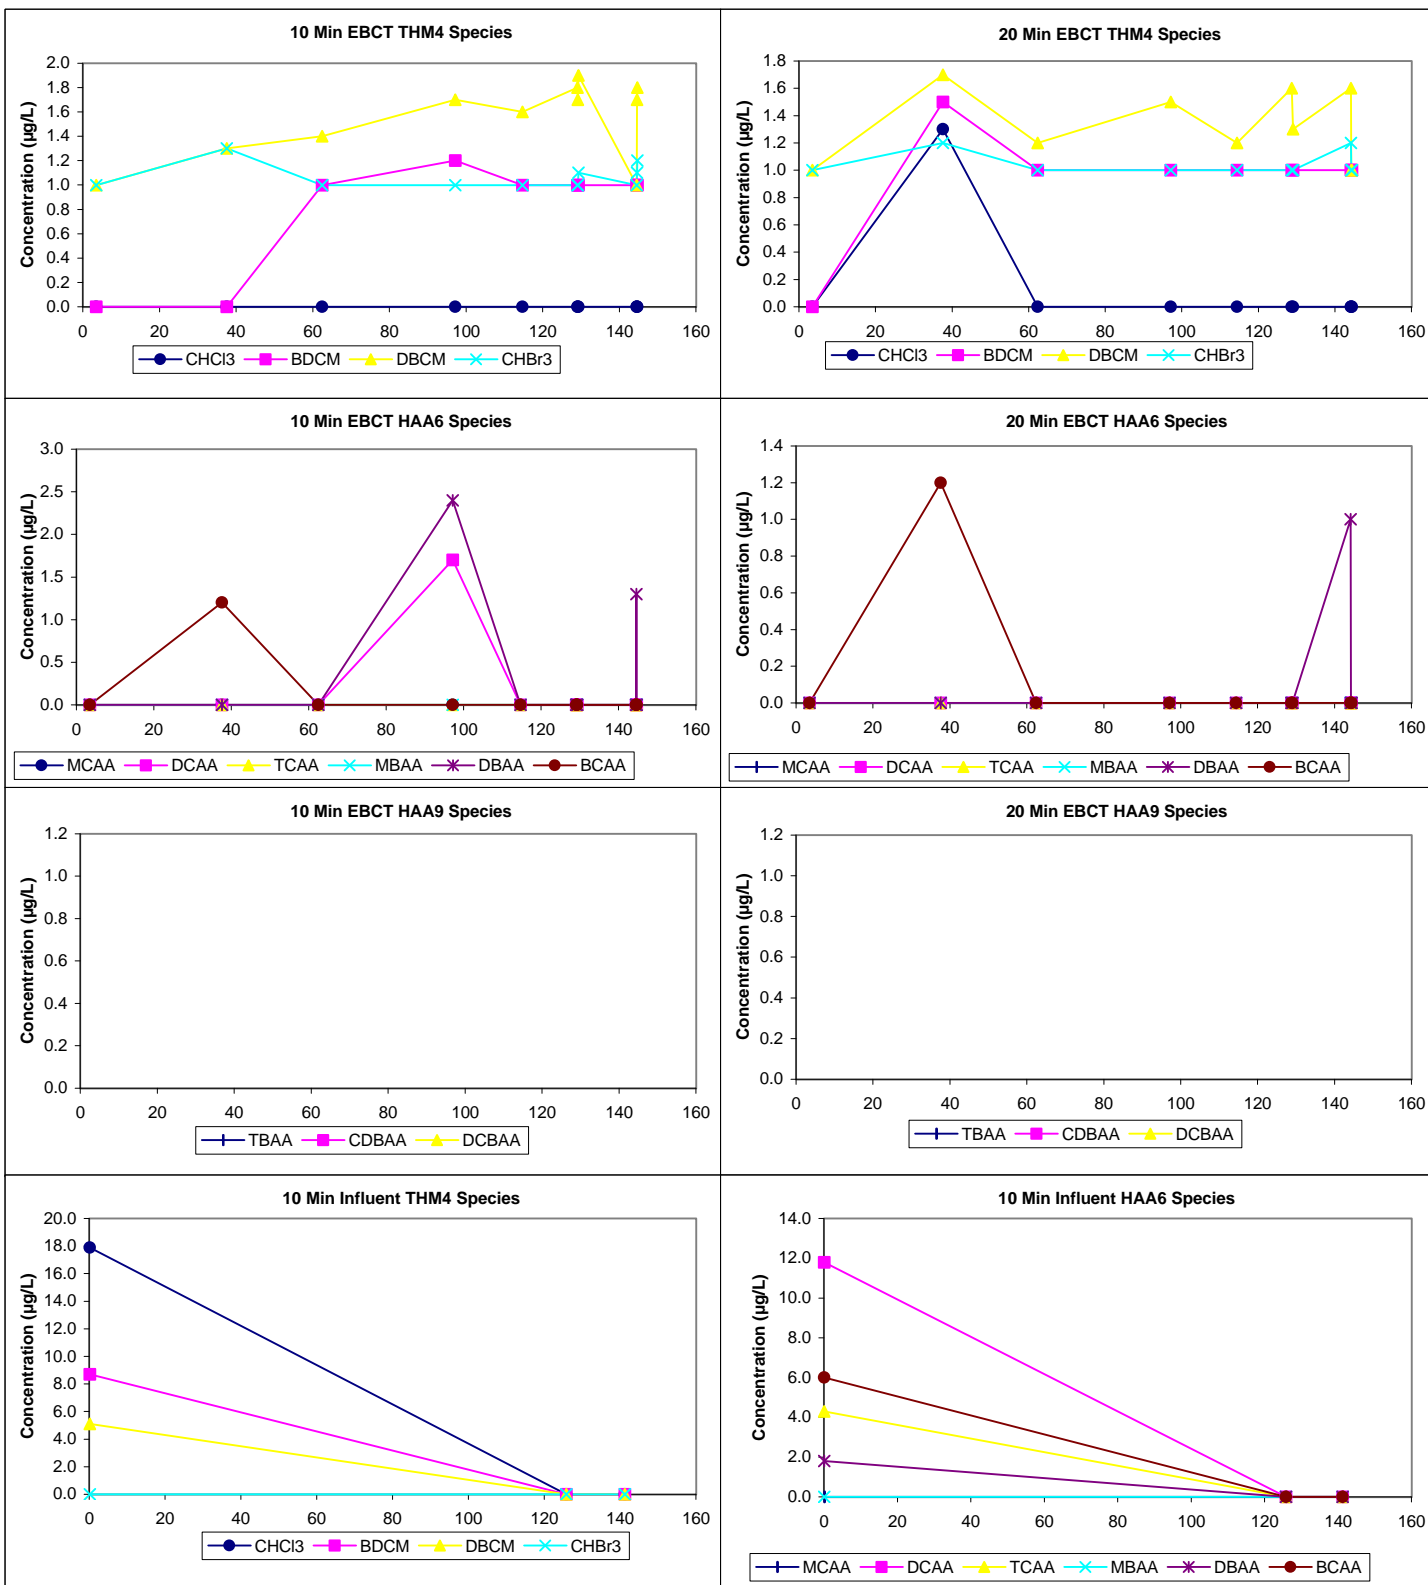 10 Min EBCT THM4 Species
2.0
1.8
1.6
1.4
1.2
1.0
0.8
0.6
0.4
0.2
0.0
Concentration (µg/L)
0 20 40 60 80 100 120 140 160
CHCl3 BDCM DBCM CHBr3
20 Min EBCT THM4 Species
1.8
1.6
1.4
1.2
1.0
0.8
0.6
0.4
0.2
0.0
Concentration (µg/L)
0 20 40 60 80 100 120 140 160
CHCl3 BDCM DBCM CHBr3
10 Min EBCT HAA6 Species
3.0
2.5
2.0
1.5
1.0
0.5
0.0
Concentration (µg/L)
0 20 40 60 80 100 120 140 160
MCAA DCAA TCAA MBAA DBAA BCAA
20 Min EBCT HAA6 Species
1.4
1.2
1.0
0.8
0.6
0.4
0.2
0.0
Concentration (µg/L)
0 20 40 60 80 100 120 140 160
MCAA DCAA TCAA MBAA DBAA BCAA
10 Min EBCT HAA9 Species
1.2
1.0
0.8
0.6
0.4
0.2
0.0
Concentration (µg/L)
0 20 40 60 80 100 120 140 160
TBAA CDBAA DCBAA
20 Min EBCT HAA9 Species
1.2
1.0
0.8
0.6
0.4
0.2
0.0
Concentration (µg/L)
0 20 40 60 80 100 120 140 160
TBAA CDBAA DCBAA
10 Min Influent THM4 Species
20.0
18.0
16.0
14.0
12.0
10.0
8.0
6.0
4.0
2.0
0.0
Concentration (µg/L)
0 20 40 60 80 100 120 140 160
CHCl3 BDCM DBCM CHBr3
10 Min Influent HAA6 Species
14.0
12.0
10.0
8.0
6.0
4.0
2.0
0.0
Concentration (µg/L)
0 20 40 60 80 100 120 140 160
MCAA DCAA TCAA MBAA DBAA BCAA